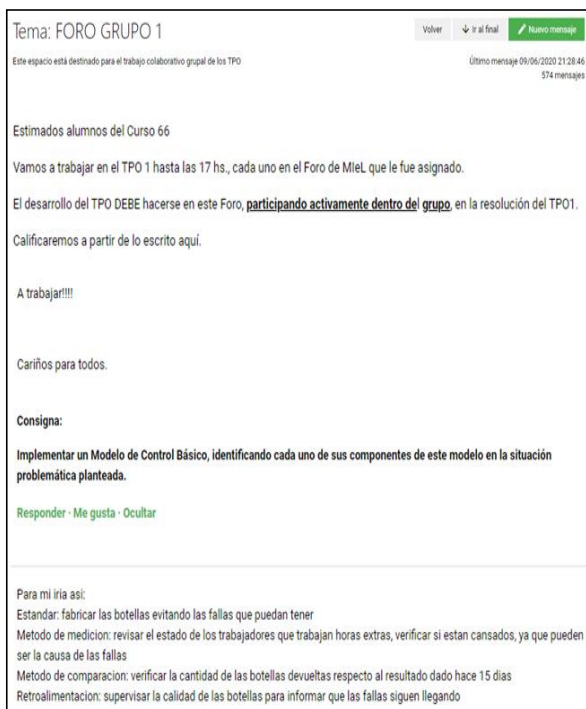 Tema: FORO GRUPO 1
Volver
Ir al final
Nuevo mensaje
Este espacio está destinado para el trabajo colaborativo grupal de los TPO
Último mensaje 09/06/2020 21:28:46
574 mensajes
Estimados alumnos del Curso 66
Vamos a trabajar en el TPO 1 hasta las 17 hs., cada uno en el Foro de MIeL que le fue asignado.
El desarrollo del TPO DEBE hacerse en este Foro, participando activamente dentro del grupo, en la resolución del TPO1.
Calificaremos a partir de lo escrito aquí.
A trabajar!!!!
Cariños para todos.
Consigna:
Implementar un Modelo de Control Básico, identificando cada uno de sus componentes de este modelo en la situación
problemática planteada.
Responder · Me gusta · Ocultar
Para mi iria asi:
Estandar: fabricar las botellas evitando las fallas que puedan tener
Metodo de medicion: revisar el estado de los trabajadores que trabajan horas extras, verificar si estan cansados, ya que pueden
ser la causa de las fallas
Metodo de comparacion: verificar la cantidad de las botellas devueltas respecto al resultado dado hace 15 dias
Retroalimentacion: supervisar la calidad de las botellas para informar que las fallas siguen llegando